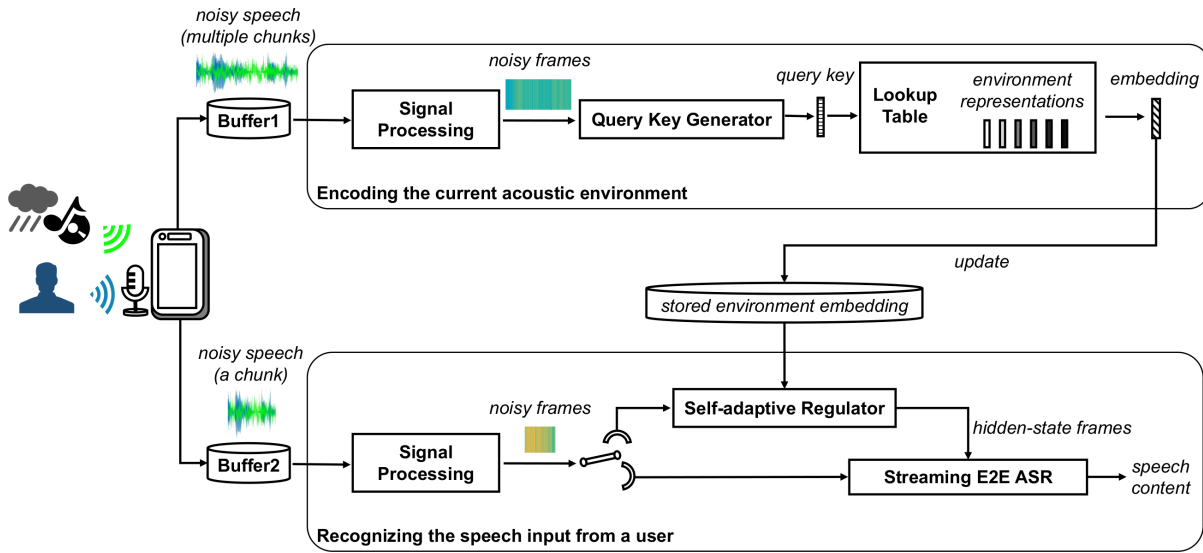 noisy speech
(multiple chunks)
Buffer1
Signal
Processing
noisy frames
Query Key Generator
query key
Lookup
Table
environment
representations
embedding
Encoding the current acoustic environment
update
stored environment embedding
noisy speech
(a chunk)
Buffer2
Signal
Processing
noisy frames
Self-adaptive Regulator
hidden-state frames
Streaming E2E ASR
speech
content
Recognizing the speech input from a user